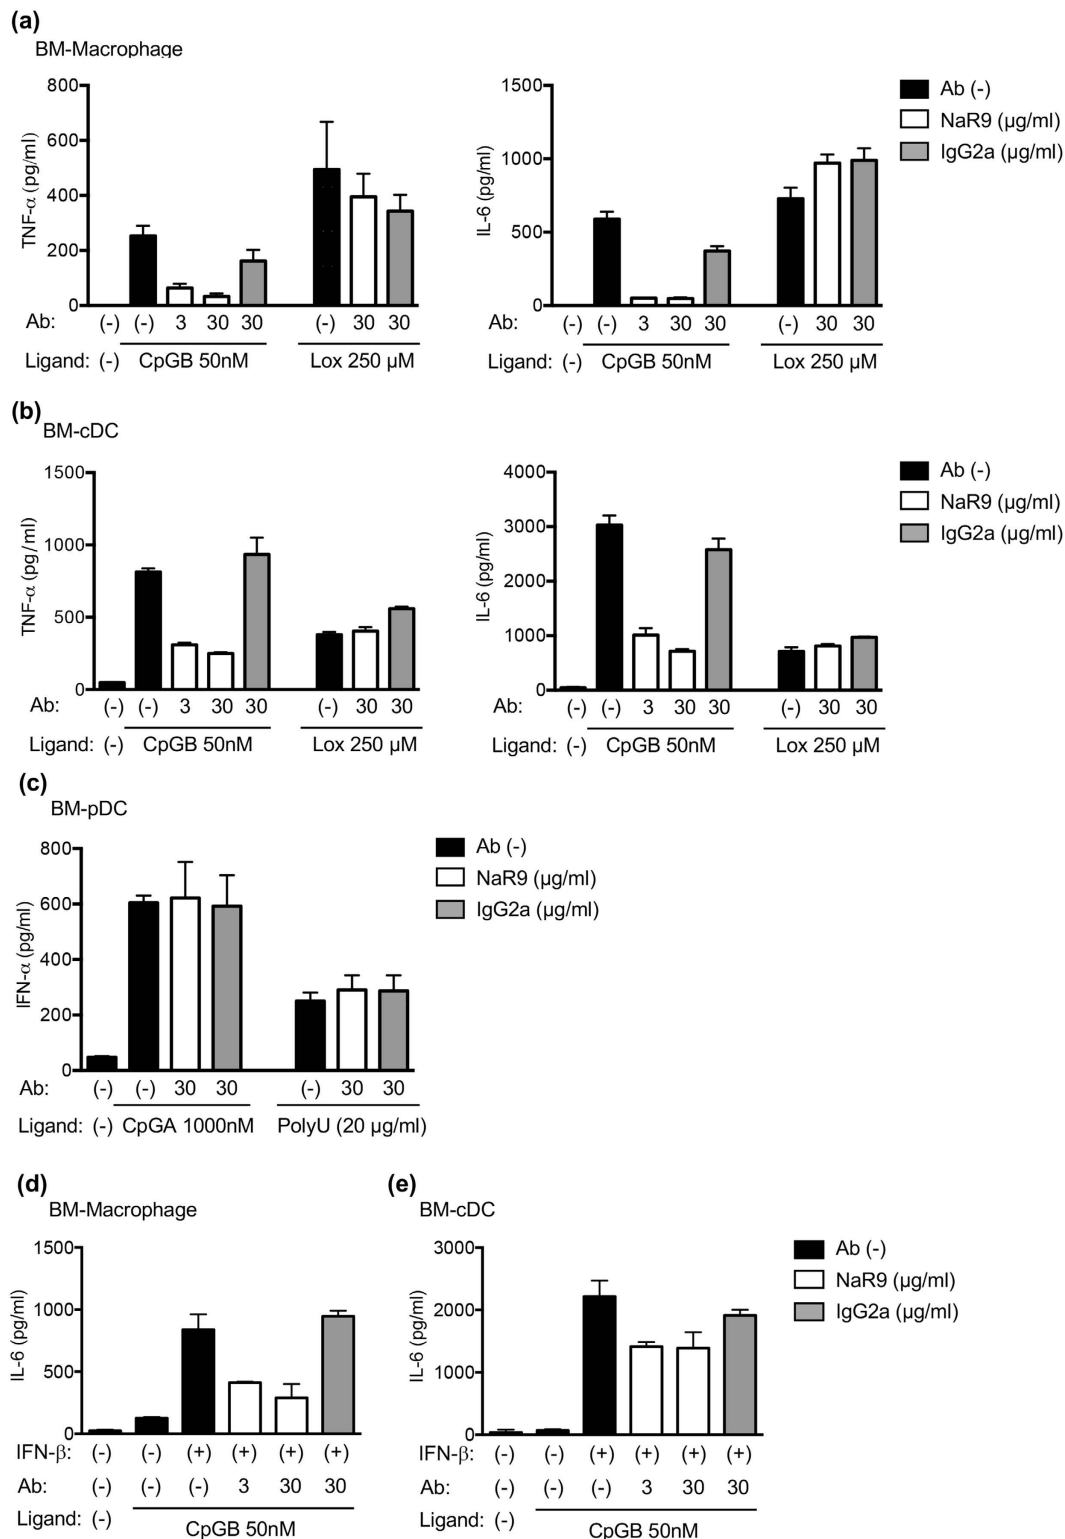 (a)
BM-Macrophage
800
600
400
200
0
TNF-α (pg/ml)
Ab: (-) (-) 3 30 30 (-) 30 30
Ligand: (-) CpGB 50nM Lox 250 µM
1500
1000
500
0
IL-6 (pg/ml)
(-) (-) 3 30 30 (-) 30 30
(-) CpGB 50nM Lox 250 µM
Ab (-)
NaR9 (µg/ml)
IgG2a (µg/ml)
(b)
BM-cDC
1500
1000
500
0
TNF-α (pg/ml)
Ab: (-) (-) 3 30 30 (-) 30 30
Ligand: (-) CpGB 50nM Lox 250 µM
4000
3000
2000
1000
0
IL-6 (pg/ml)
(-) (-) 3 30 30 (-) 30 30
(-) CpGB 50nM Lox 250 µM
Ab (-)
NaR9 (µg/ml)
IgG2a (µg/ml)
(c)
BM-pDC
800
600
400
200
0
IFN-α (pg/ml)
Ab: (-) (-) 30 30 (-) 30 30
Ligand: (-) CpGA 1000nM PolyU (20 µg/ml)
Ab (-)
NaR9 (µg/ml)
IgG2a (µg/ml)
(d)
BM-Macrophage
1500
1000
500
0
IL-6 (pg/ml)
IFN-β: (-) (-) (+) (+) (+) (+)
Ab: (-) (-) (-) 3 30 30
Ligand: (-) CpGB 50nM
(e)
BM-cDC
3000
2000
1000
0
IL-6 (pg/ml)
(-) (-) (+) (+) (+) (+)
(-) (-) (-) 3 30 30
(-) CpGB 50nM
Ab (-)
NaR9 (µg/ml)
IgG2a (µg/ml)